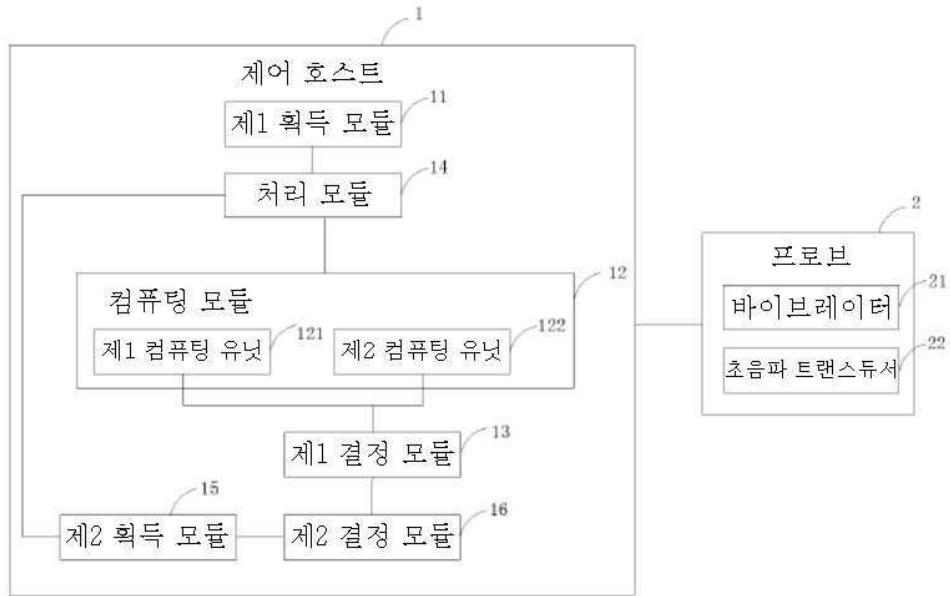 1
제어 호스트
11
제1 획득 모듈
14
처리 모듈
12
컴퓨팅 모듈
121
제1 컴퓨팅 유닛
122
제2 컴퓨팅 유닛
13
제1 결정 모듈
15
제2 획득 모듈
16
제2 결정 모듈
2
프로브
21
바이브레이터
22
초음파 트랜스듀서